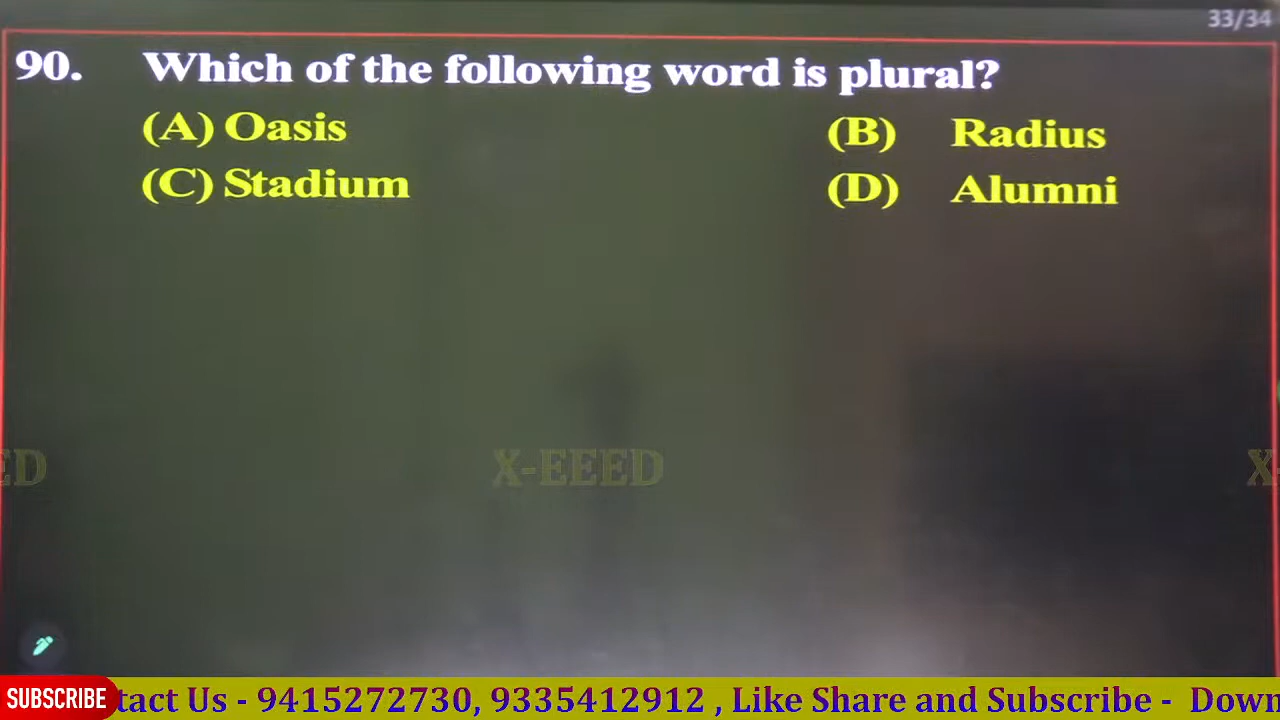 33/34
90. Which of the following word is plural?
(A) Oasis (B) Radius
(C) Stadium (D) Alumni
ED X-EEED X-
SUBSCRIBE tact Us - 9415272730, 9335412912 , Like Share and Subscribe - Down